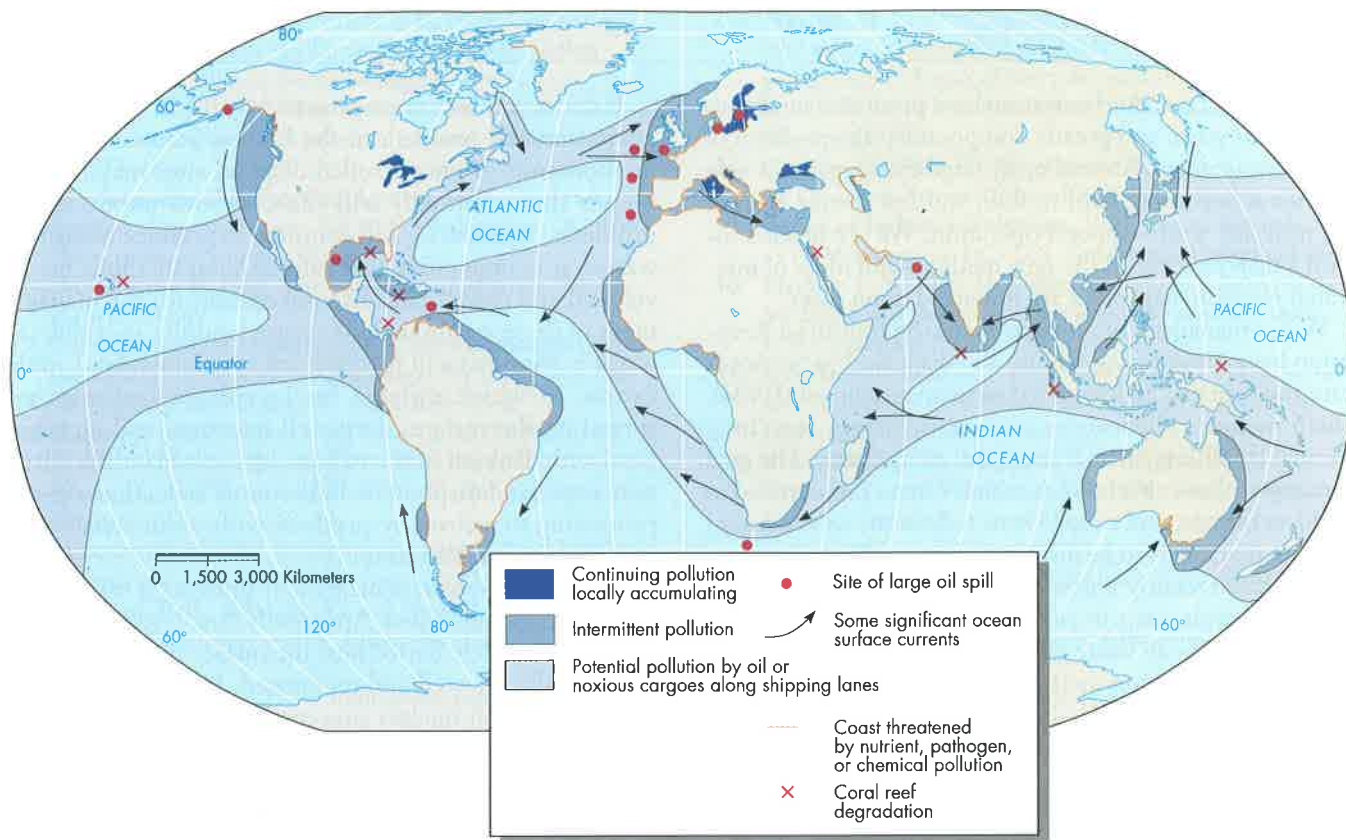 80°
60°
ATLANTIC
OCEAN
PACIFIC
OCEAN
PACIFIC
OCEAN
Equator
0°
0°
INDIAN
OCEAN
0 1,500 3,000 Kilometers
60°
120°
80°
160°
Continuing pollution
locally accumulating
Intermittent pollution
Potential pollution by oil or
noxious cargoes along shipping lanes
Site of large oil spill
Some significant ocean
surface currents
Coast threatened
by nutrient, pathogen,
or chemical pollution
Coral reef
degradation